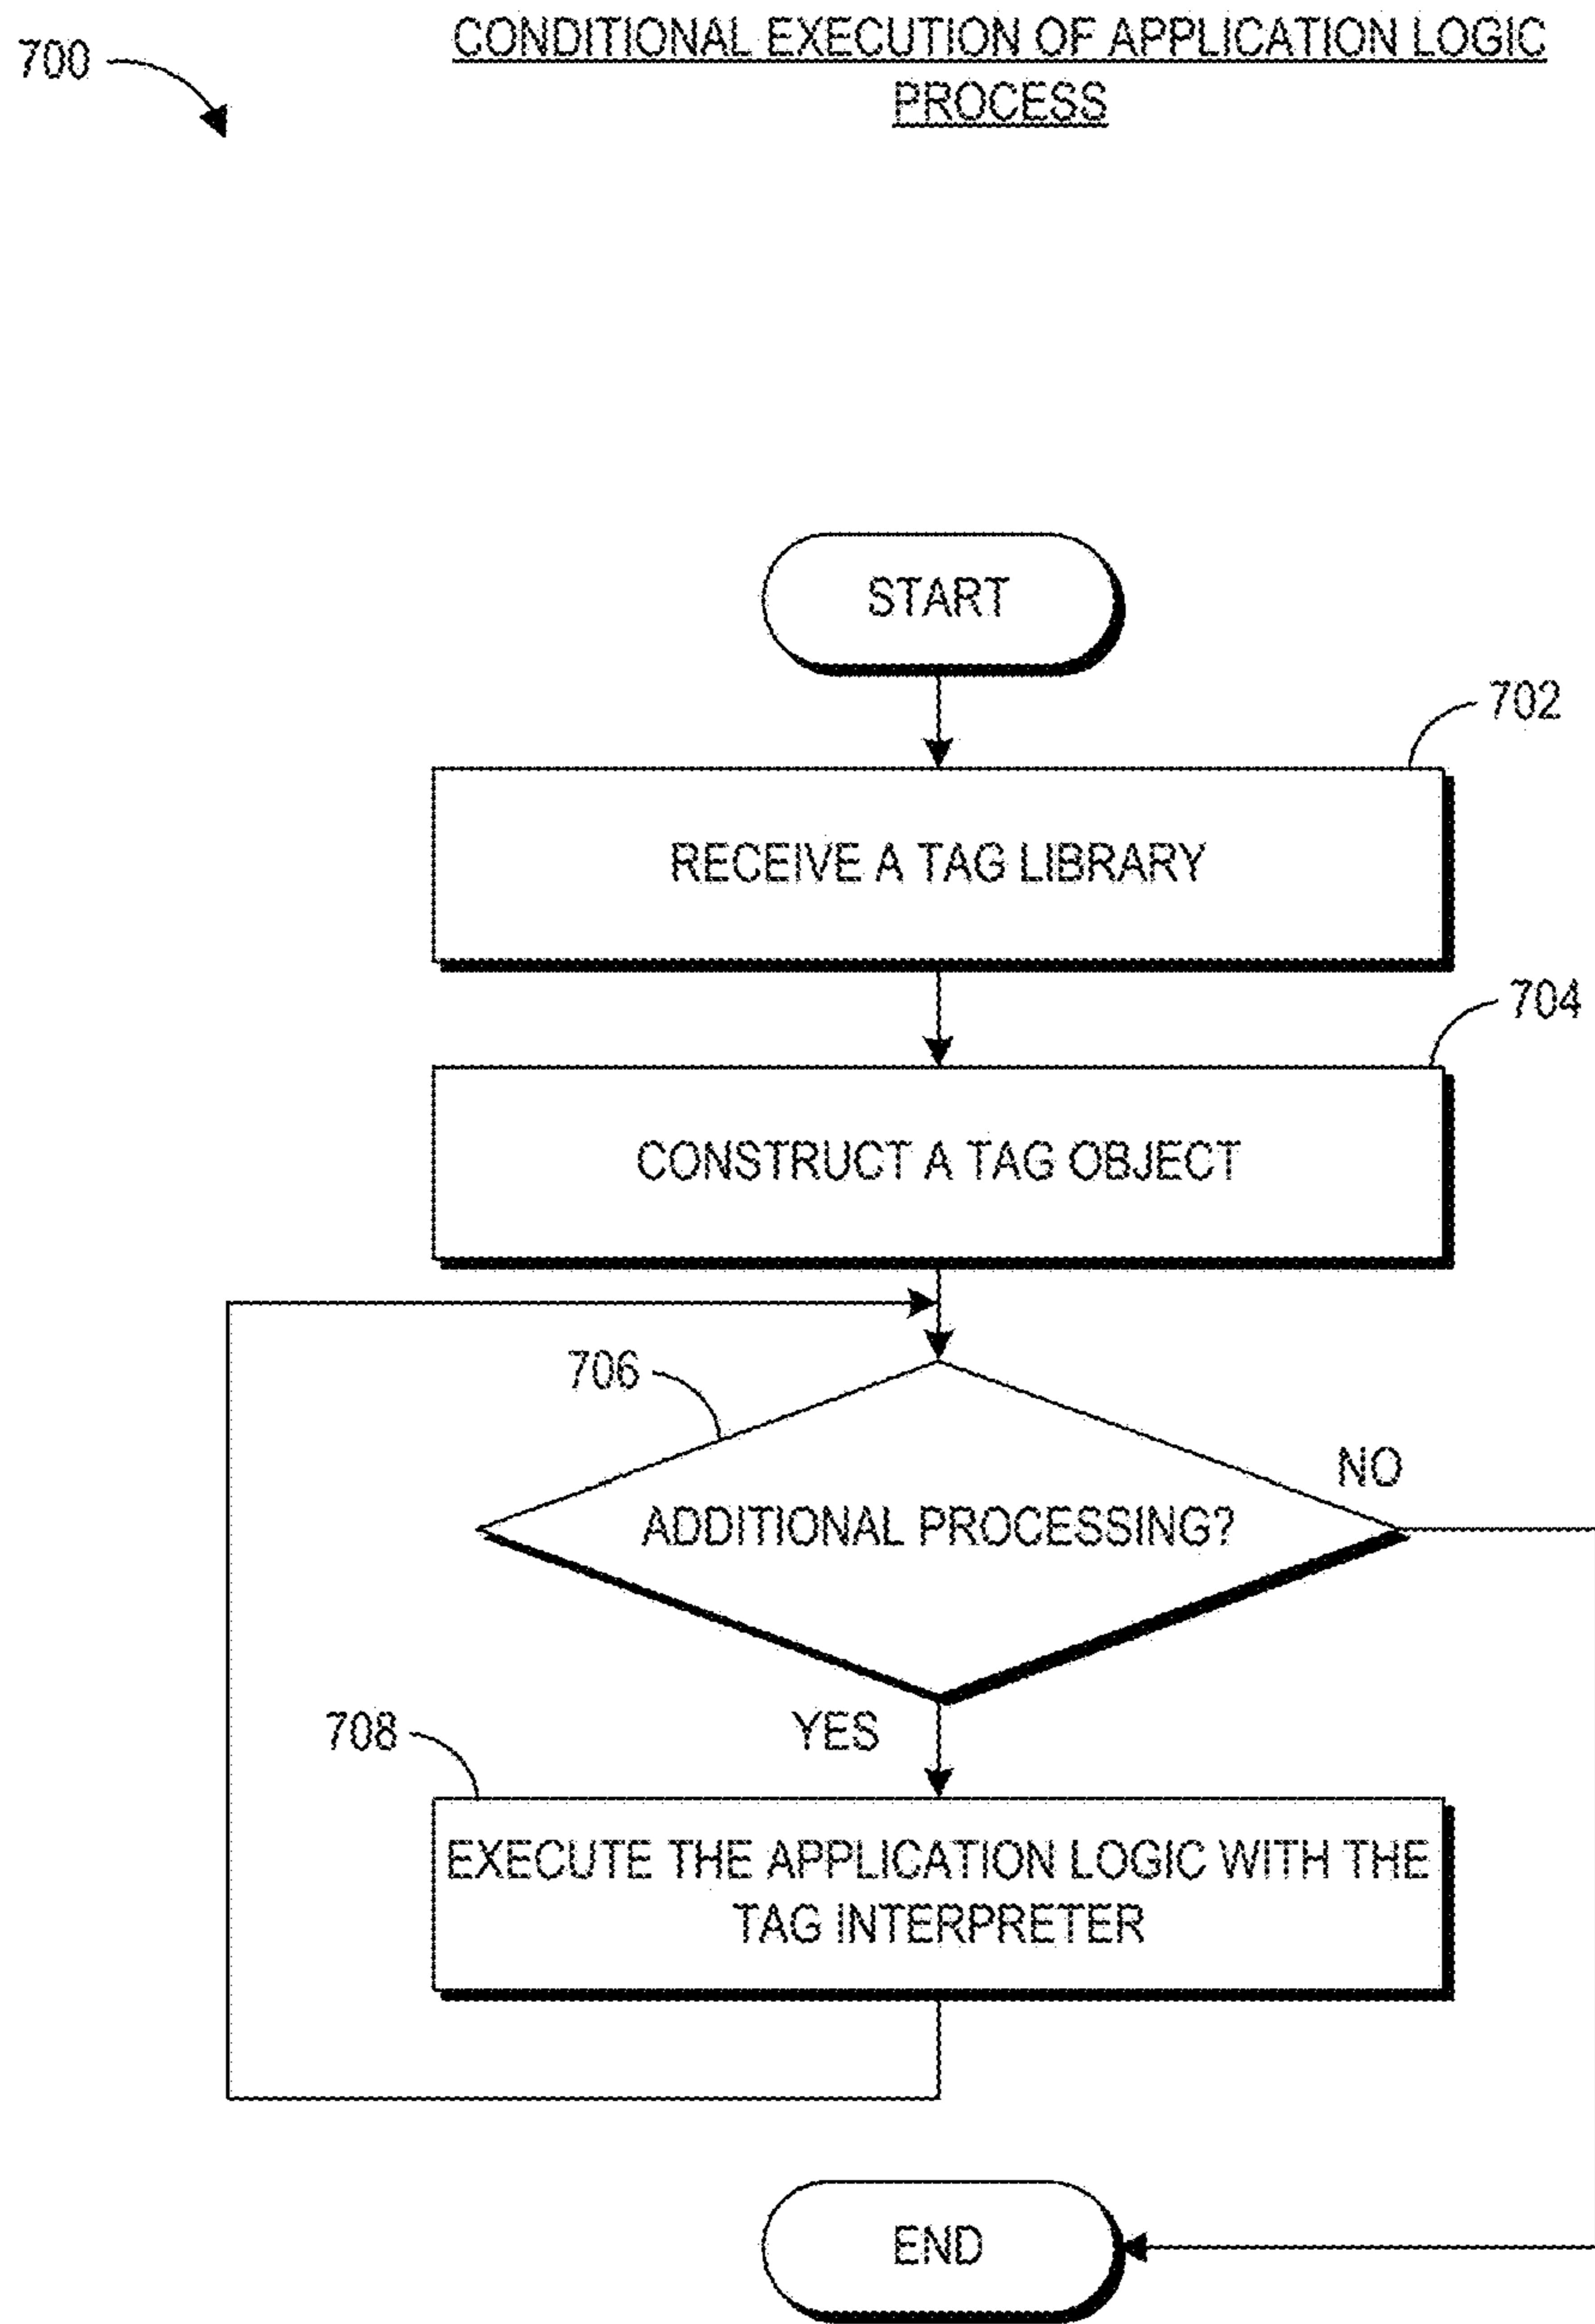 700
CONDITIONAL EXECUTION OF APPLICATION LOGIC
PROCESS
START
702
RECEIVE A TAG LIBRARY
704
CONSTRUCT A TAG OBJECT
706
NO
ADDITIONAL PROCESSING?
YES
708
EXECUTE THE APPLICATION LOGIC WITH THE
TAG INTERPRETER
END